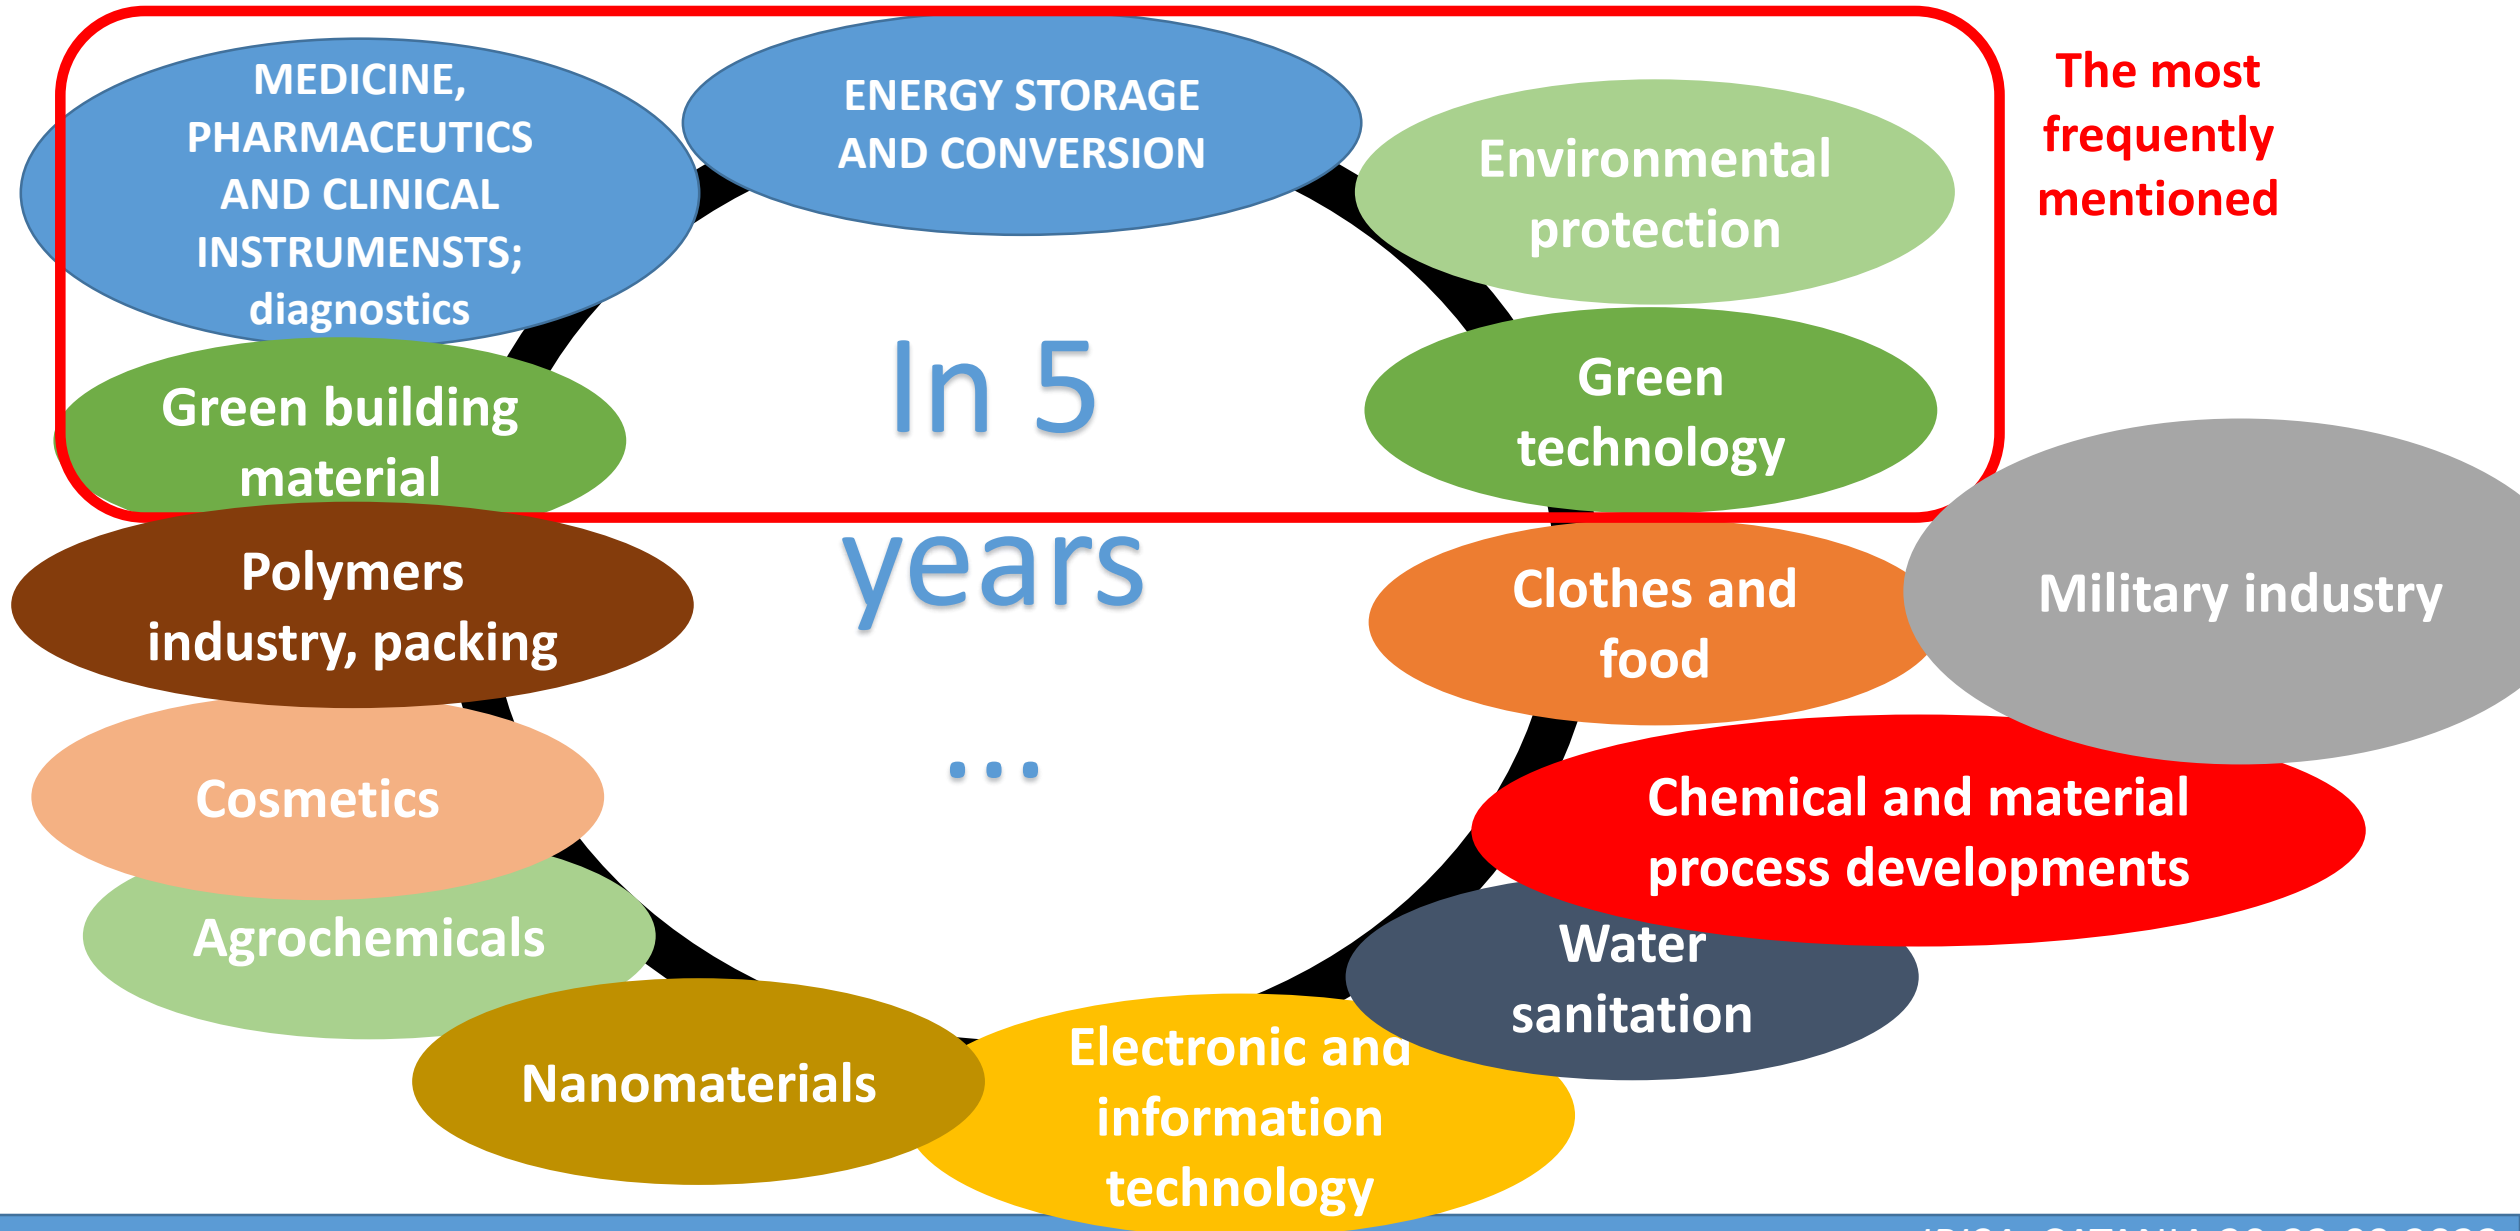 MEDICINE,
PHARMACEUTICS
AND CLINICAL
INSTRUMENSTS;
diagnostics
ENERGY STORAGE
AND CONVERSION
Environmental
protection
The most
frequently
mentioned
Green building
material
In 5
years
...
Green
technology
Polymers
industry, packing
Clothes and
food
Military industry
Cosmetics
Chemical and material
process developments
Agrochemicals
Water
sanitation
Nanomaterials
Electronic and
information
technology